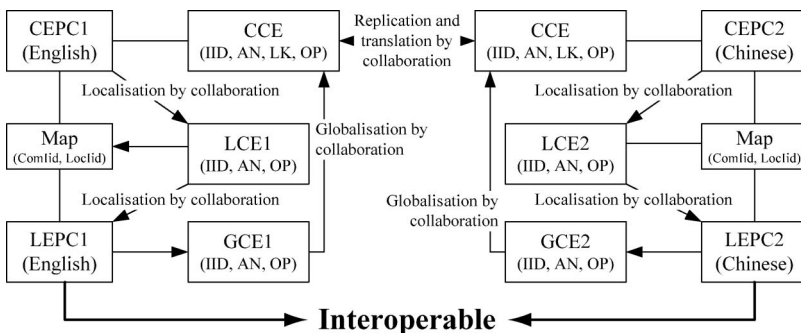 CEPC1
(English)
CCE
(IID, AN, LK, OP)
Replication and
translation by
collaboration
CCE
(IID, AN, LK, OP)
CEPC2
(Chinese)
Localisation by collaboration
Localisation by collaboration
Map
(ComIid, LocIid)
LCE1
(IID, AN, OP)
Globalisation by
collaboration
LCE2
(IID, AN, OP)
Map
(ComIid, LocIid)
Localisation by collaboration
Globalisation by
collaboration
Localisation by collaboration
LEPC1
(English)
GCE1
(IID, AN, OP)
GCE2
(IID, AN, OP)
LEPC2
(Chinese)
Interoperable